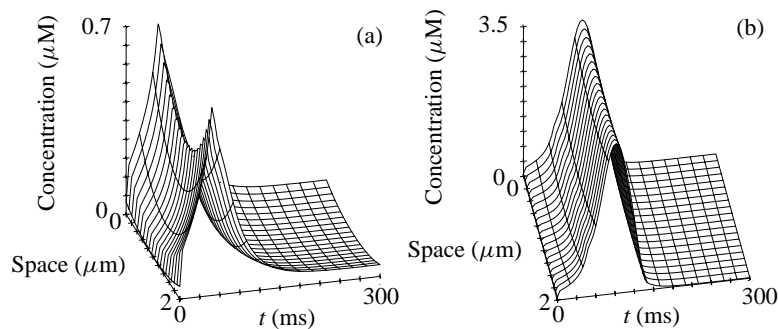 0.7
(a)
Concentration (μM)
0
0
Space (μm)
2
0
t (ms)
300
3.5
(b)
Concentration (μM)
0
0
Space (μm)
2
0
t (ms)
300